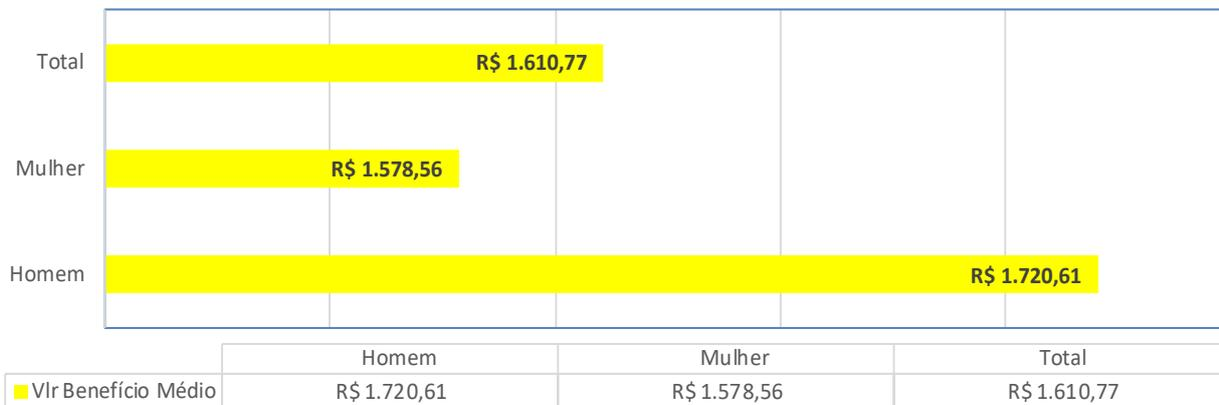 Total
R$ 1.610,77
Mulher
R$ 1.578,56
Homem
R$ 1.720,61
Homem Mulher Total
Vlr Benefício Médio R$ 1.720,61 R$ 1.578,56 R$ 1.610,77